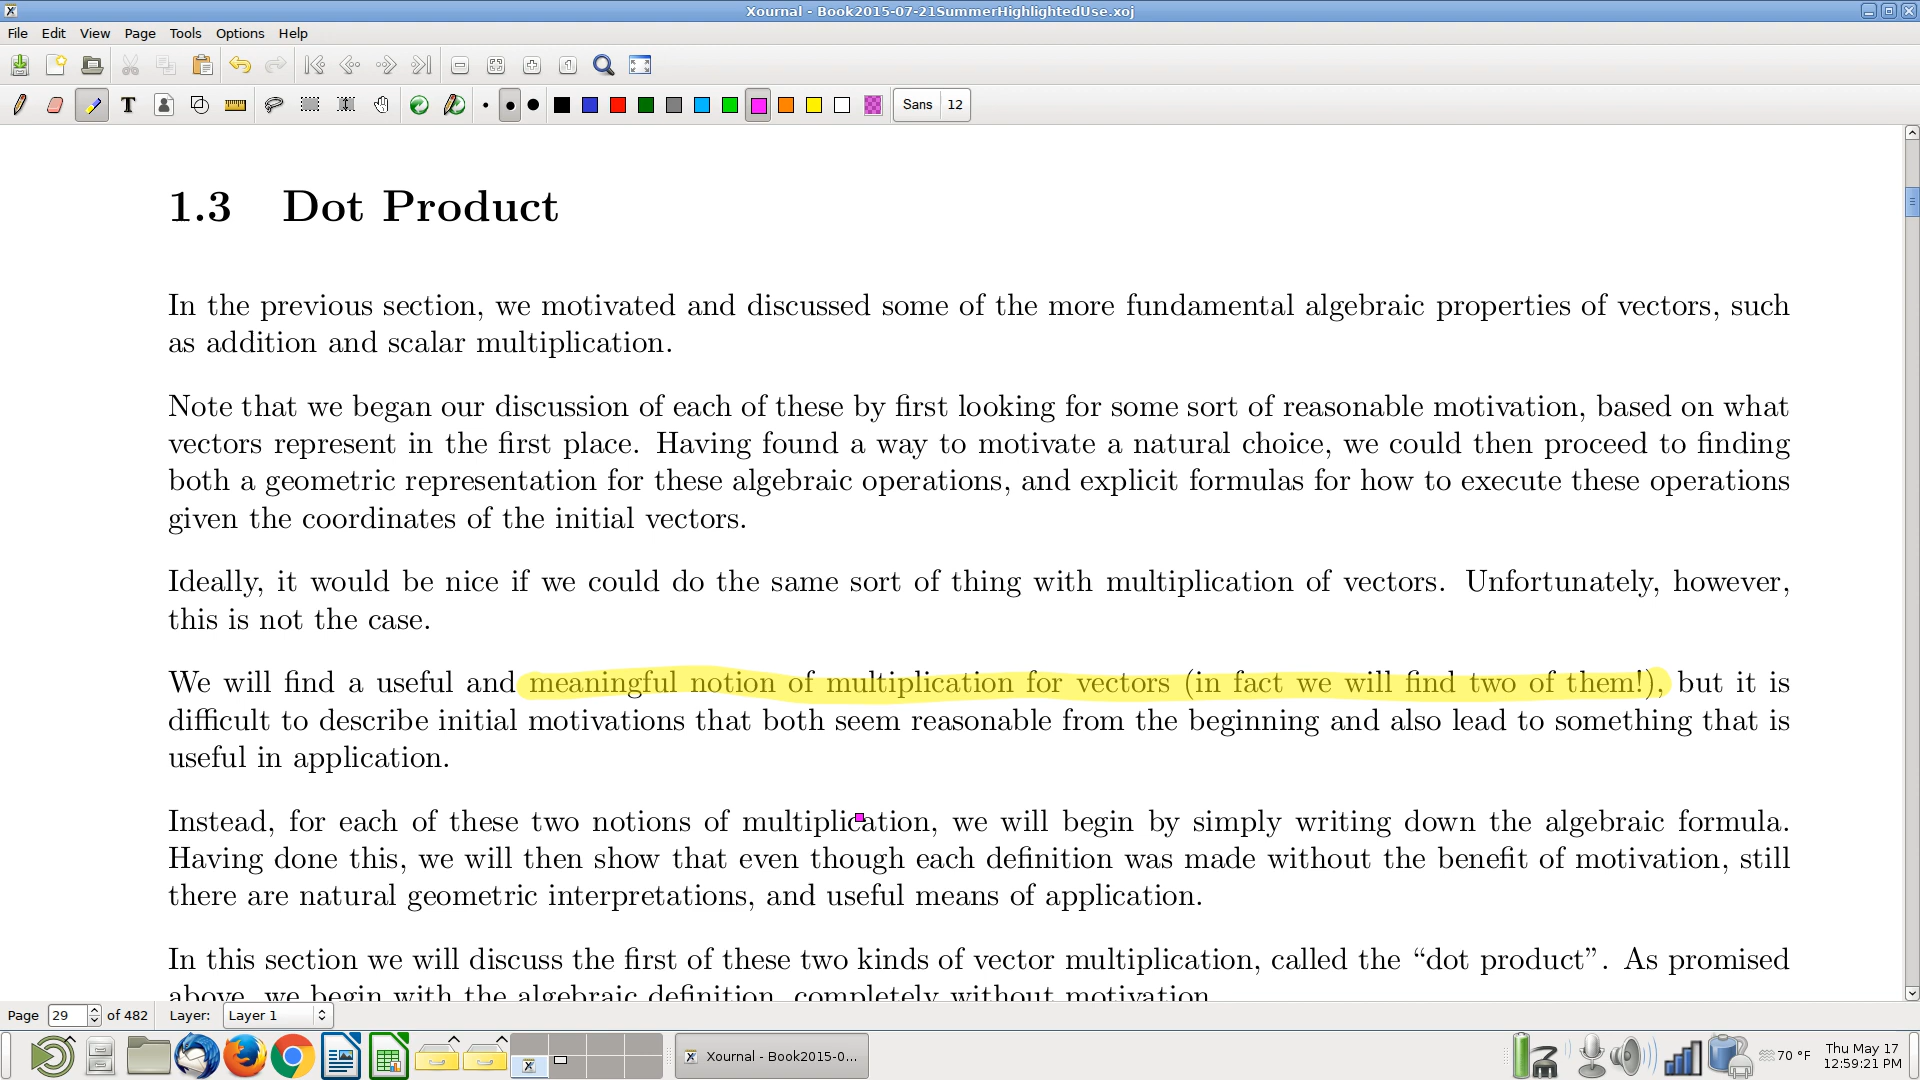 Xournal - Book2015-07-21SummerHighlightedUse.xoj
File Edit View Page Tools Options Help
T Sans 12
1.3 Dot Product
In the previous section, we motivated and discussed some of the more fundamental algebraic properties of vectors, such
as addition and scalar multiplication.
Note that we began our discussion of each of these by first looking for some sort of reasonable motivation, based on what
vectors represent in the first place. Having found a way to motivate a natural choice, we could then proceed to finding
both a geometric representation for these algebraic operations, and explicit formulas for how to execute these operations
given the coordinates of the initial vectors.
Ideally, it would be nice if we could do the same sort of thing with multiplication of vectors. Unfortunately, however,
this is not the case.
We will find a useful and meaningful notion of multiplication for vectors (in fact we will find two of them!), but it is
difficult to describe initial motivations that both seem reasonable from the beginning and also lead to something that is
useful in application.
Instead, for each of these two notions of multiplication, we will begin by simply writing down the algebraic formula.
Having done this, we will then show that even though each definition was made without the benefit of motivation, still
there are natural geometric interpretations, and useful means of application.
In this section we will discuss the first of these two kinds of vector multiplication, called the “dot product”. As promised
above, we begin with the algebraic definition, completely without motivation.
Page 29 of 482 Layer: Layer 1
Xournal - Book2015-0...
70 °F
Thu May 17
12:59:21 PM